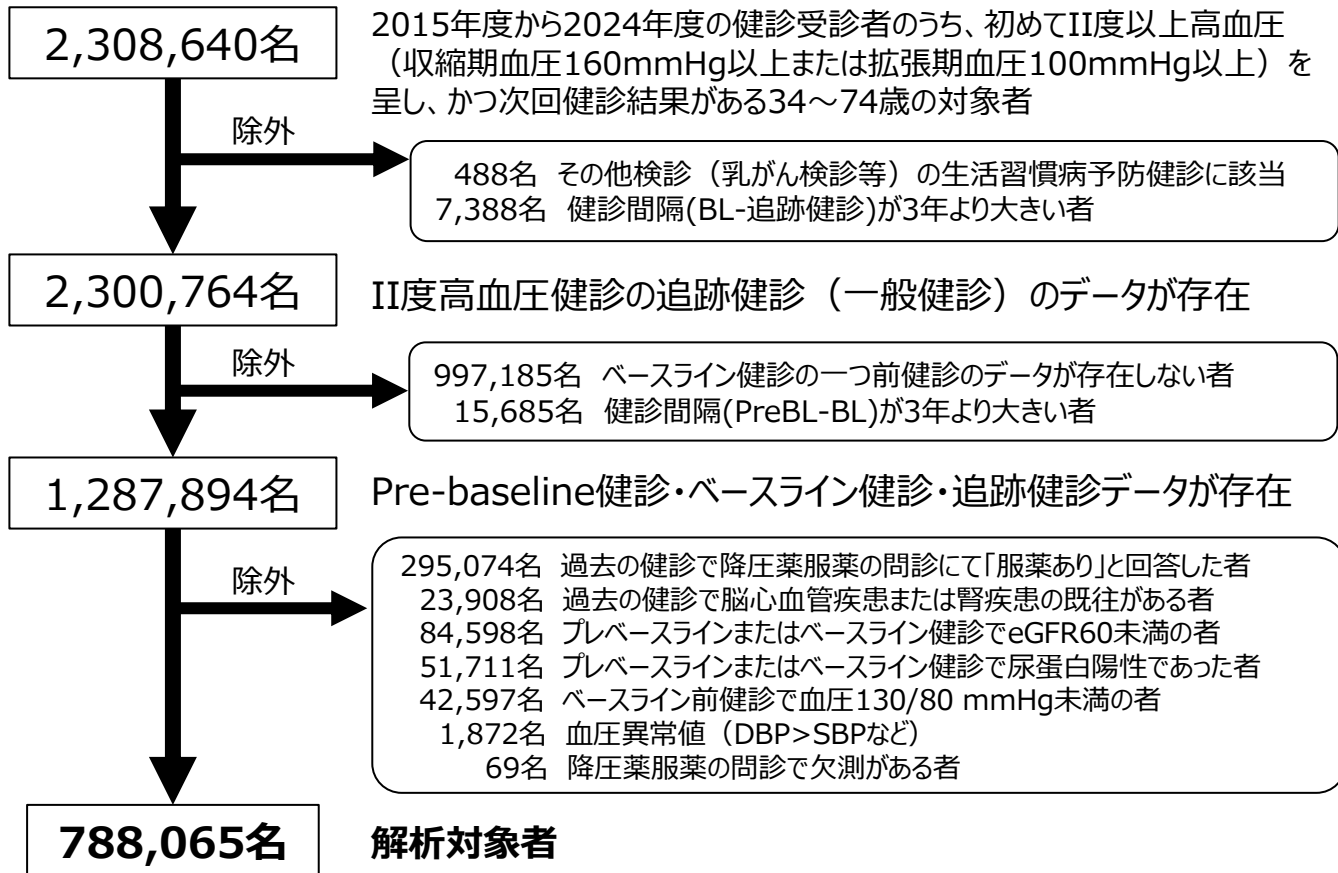 2,308,640名
2015年度から2024年度の健診受診者のうち、初めてII度以上高血圧
（収縮期血圧160mmHg以上または拡張期血圧100mmHg以上）を
呈し、かつ次回健診結果がある34～74歳の対象者
除外
488名 その他検診（乳がん検診等）の生活習慣病予防健診に該当
7,388名 健診間隔(BL-追跡健診)が3年より大きい者
2,300,764名
II度高血圧健診の追跡健診（一般健診）のデータが存在
除外
997,185名 ベースライン健診の一つ前健診のデータが存在しない者
15,685名 健診間隔(PreBL-BL)が3年より大きい者
1,287,894名
Pre-baseline健診・ベースライン健診・追跡健診データが存在
除外
295,074名 過去の健診で降圧薬服薬の問診にて「服薬あり」と回答した者
23,908名 過去の健診で脳心血管疾患または腎疾患の既往がある者
84,598名 プレベースラインまたはベースライン健診でeGFR60未満の者
51,711名 プレベースラインまたはベースライン健診で尿蛋白陽性であった者
42,597名 ベースライン前健診で血圧130/80 mmHg未満の者
1,872名 血圧異常値（DBP>SBPなど）
69名 降圧薬服薬の問診で欠測がある者
788,065名
解析対象者